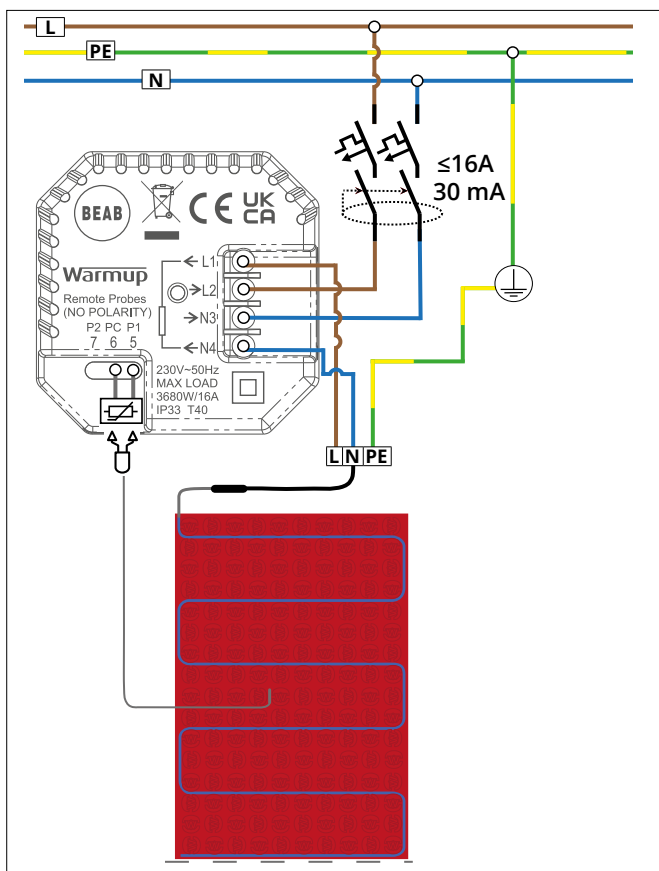 L
PE
N
≤16A
30 mA
BEAB
CE UK
CA
L1
L2
N3
N4
Warmup
Remote Probes
(NO POLARITY)
P2 PC P1
7 6 5
230V~50Hz
MAX LOAD
3680W/16A
IP33 T40
L N PE